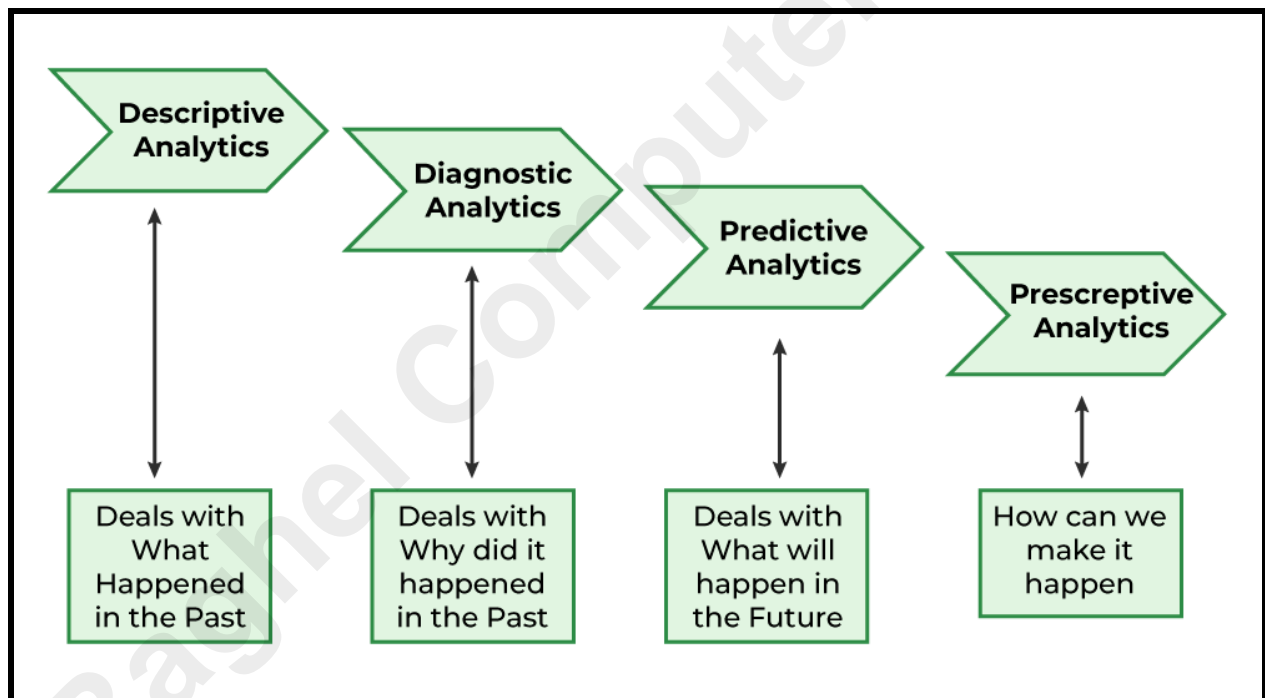 Descriptive
Analytics
Diagnostic
Analytics
Predictive
Analytics
Prescreptive
Analytics
Deals with
What
Happened
in the Past
Deals with
Why did it
happened
in the Past
Deals with
What will
happen in
the Future
How can we
make it
happen
Baghel Computer